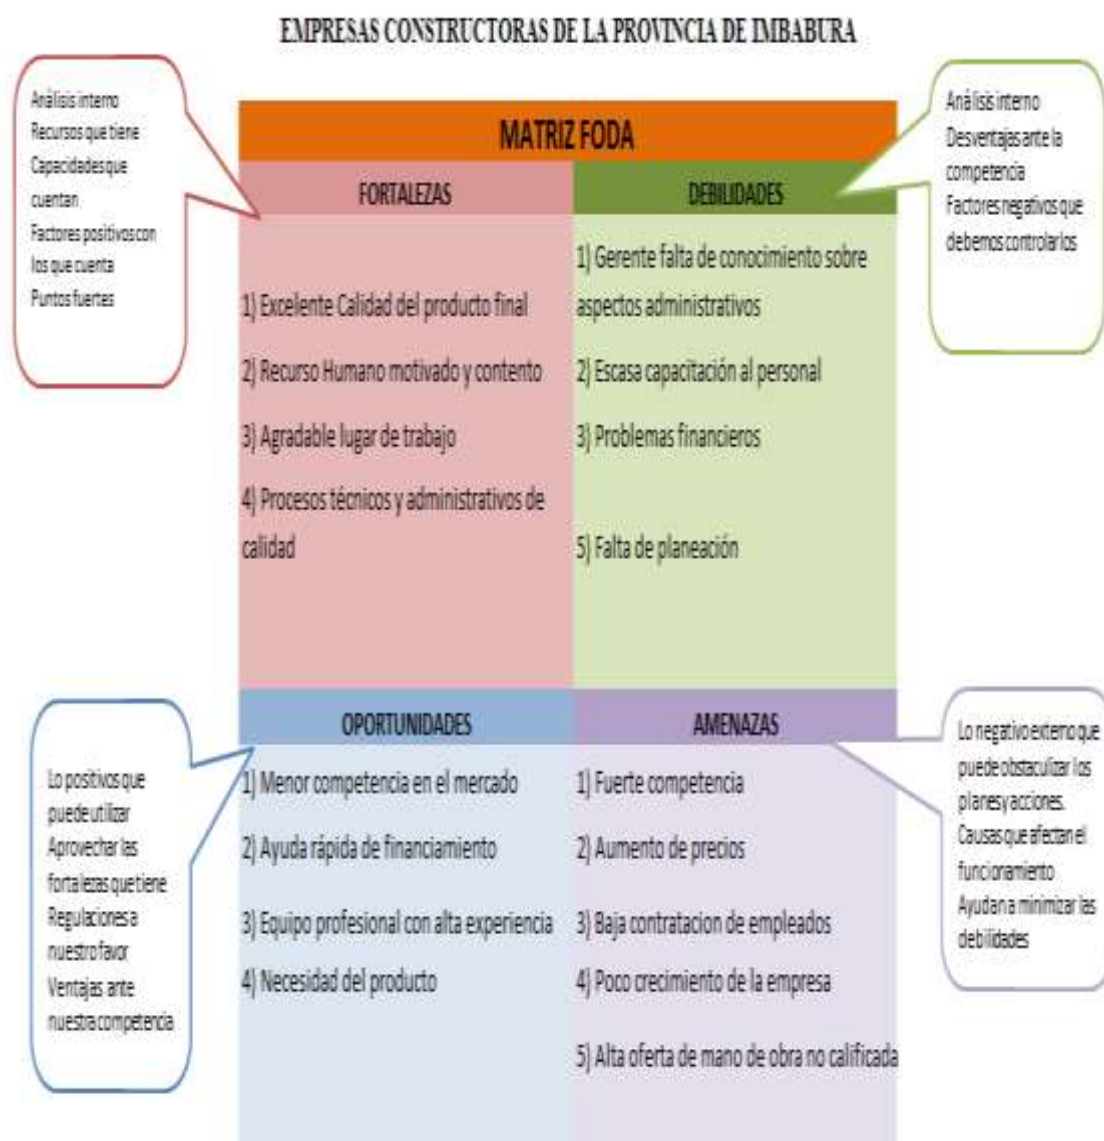 EMPRESAS CONSTRUCTORAS DE LA PROVINCIA DE IMBABURA
Análisis interno
Recursos que tiene
Capacidades que
cuentan
Factores positivos con
los que cuenta
Puntos fuertes
MATRIZ FODA
Análisis interno
Desventajas ante la
competencia
Factores negativos que
debemos controlarlos
FORTALEZAS
1) Excelente Calidad del producto final
2) Recurso Humano motivado y contento
3) Agradable lugar de trabajo
4) Procesos técnicos y administrativos de
calidad
DEBILIDADES
1) Gerente falta de conocimiento sobre
aspectos administrativos
2) Escasa capacitación al personal
3) Problemas financieros
5) Falta de planeación
Lo positivos que
puede utilizar
Aprovechar las
fortalezas que tiene
Regulaciones a
nuestro favor
Ventajas ante
nuestra competencia
OPORTUNIDADES
1) Menor competencia en el mercado
2) Ayuda rápida de financiamiento
3) Equipo profesional con alta experiencia
4) Necesidad del producto
AMENAZAS
1) Fuerte competencia
2) Aumento de precios
3) Baja contratacion de empleados
4) Poco crecimiento de la empresa
5) Alta oferta de mano de obra no calificada
Lo negativo externo que
puede obstaculizar los
planes y acciones.
Causas que afectan el
funcionamiento
Ayudan a minimizar las
debilidades